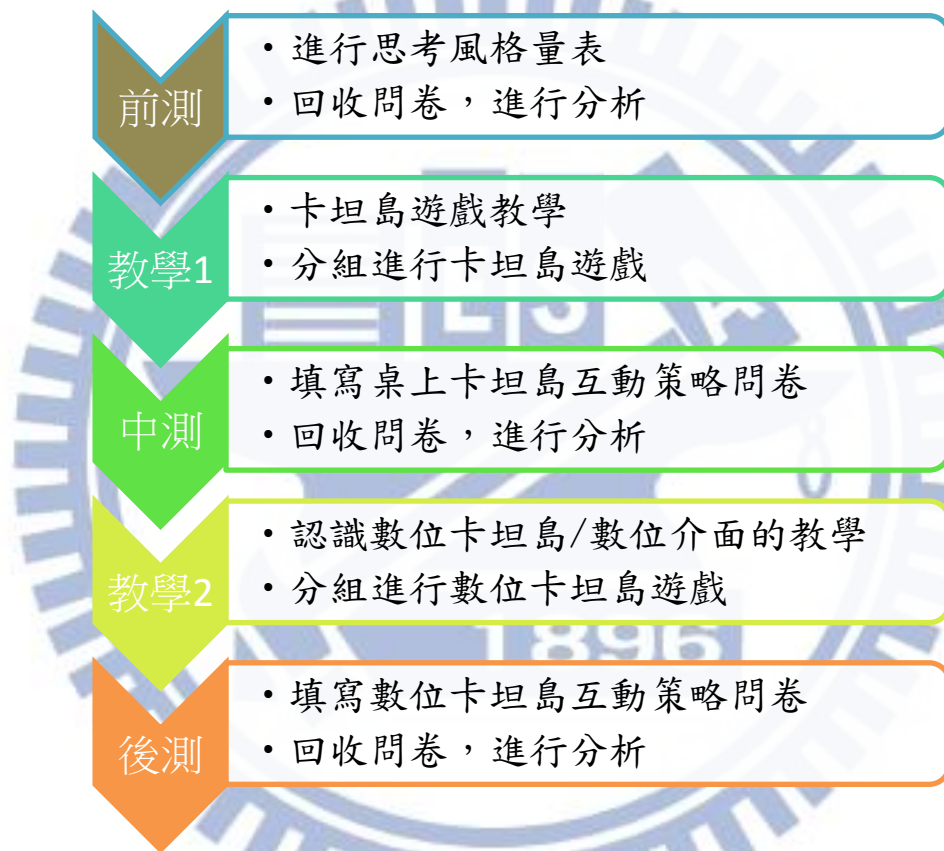 前測
•進行思考風格量表
•回收問卷，進行分析
教學1
•卡坦島遊戲教學
•分組進行卡坦島遊戲
中測
•填寫桌上卡坦島互動策略問卷
•回收問卷，進行分析
教學2
•認識數位卡坦島/數位介面的教學
•分組進行數位卡坦島遊戲
後測
•填寫數位卡坦島互動策略問卷
•回收問卷，進行分析
ESA
1896